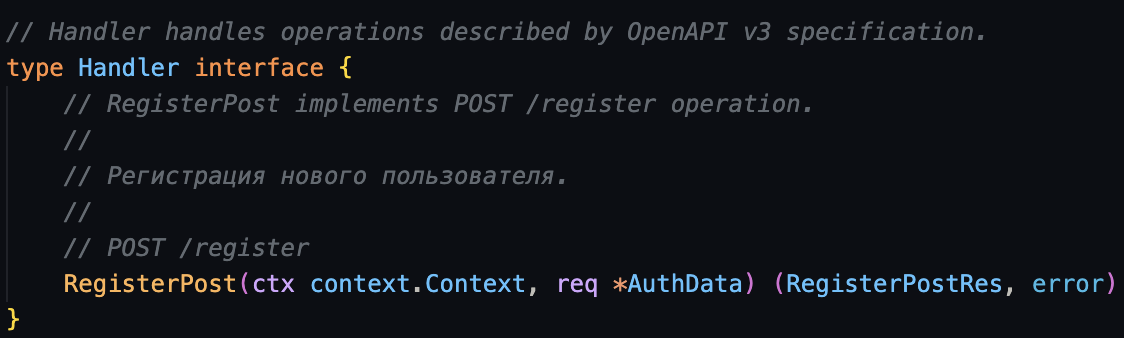 // Handler handles operations described by OpenAPI v3 specification.
type Handler interface {
// RegisterPost implements POST /register operation.
//
// Регистрация нового пользователя.
//
// POST /register
RegisterPost(ctx context.Context, req *AuthData) (RegisterPostRes, error)
}